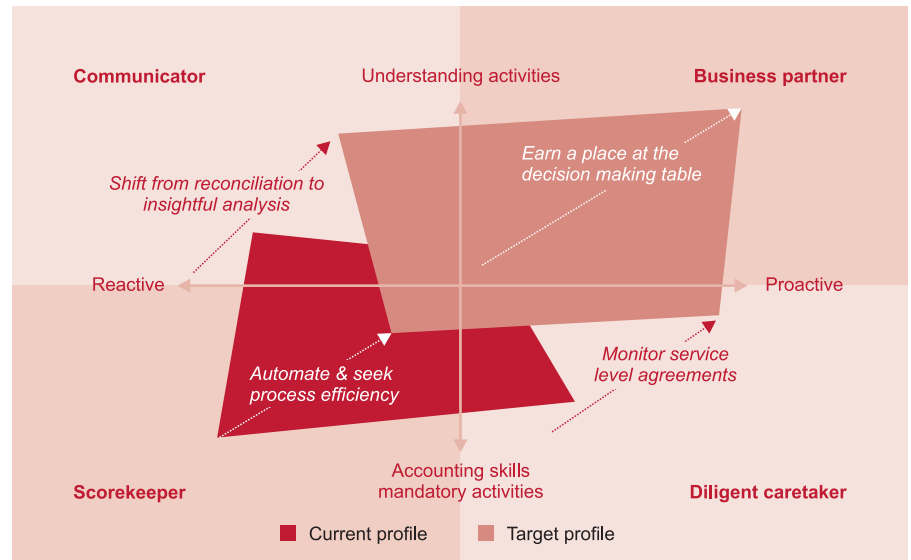 Communicator
Understanding activities
Business partner
Earn a place at the
decision making table
Shift from reconciliation to
insightful analysis
Reactive
Proactive
Automate & seek
process efficiency
Monitor service
level agreements
Scorekeeper
Accounting skills
mandatory activities
Diligent caretaker
Current profile
Target profile